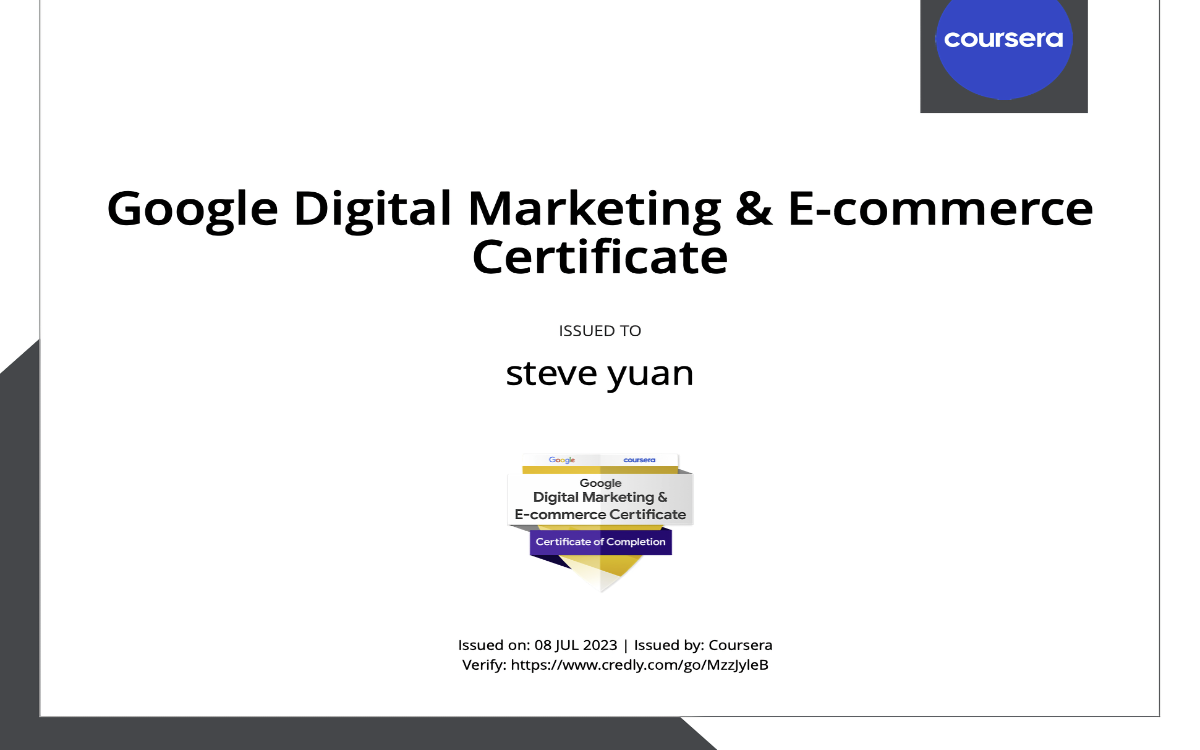 coursera
Google Digital Marketing & E-commerce
Certificate
ISSUED TO
steve yuan
Google coursera
Google
Digital Marketing &
E-commerce Certificate
Certificate of Completion
Issued on: 08 JUL 2023 | Issued by: Coursera
Verify: https://www.credly.com/go/MzzJyleB